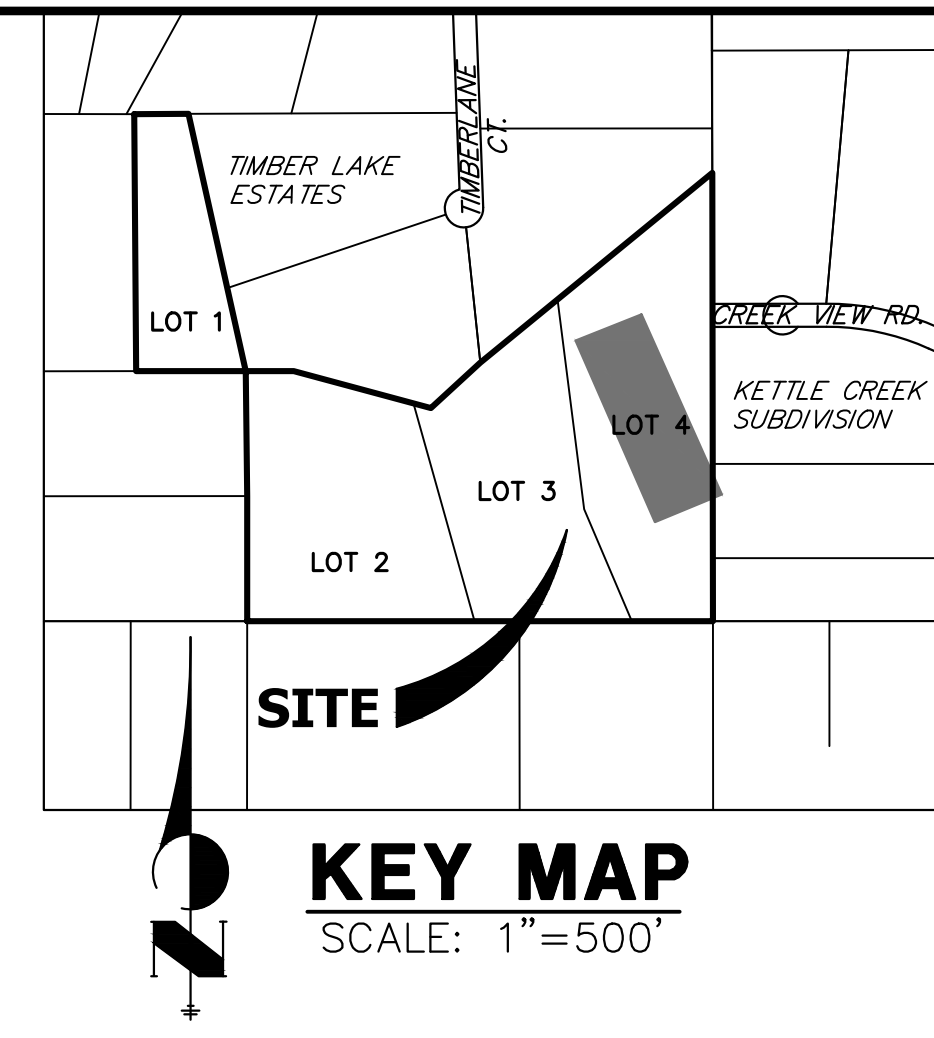 TIMBERLANE
CT.
TIMBER LAKE
ESTATES
LOT 1
CREEK VIEW RD.
KETTLE CREEK
SUBDIVISION
LOT 4
LOT 3
LOT 2
SITE
KEY MAP
SCALE: 1"=500'
N